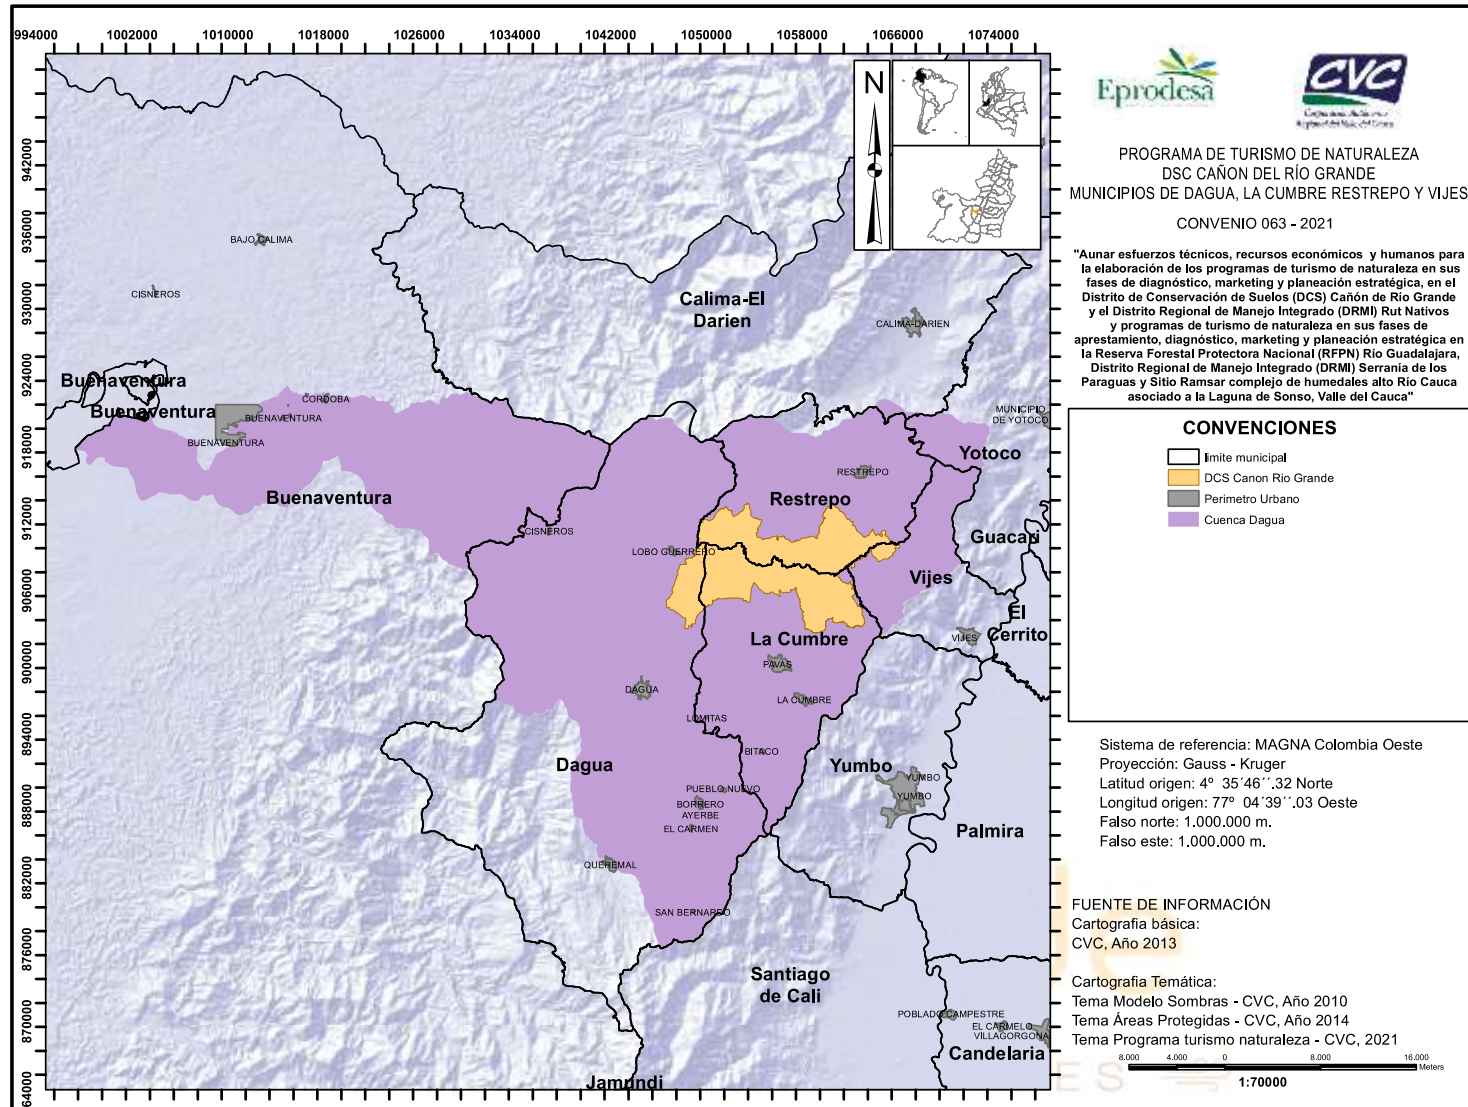 994000 1002000 1010000 1018000 1026000 1034000 1042000 1050000 1058000 1066000 1074000
942000
936000
930000
924000
918000
912000
906000
900000
894000
888000
882000
876000
870000
640000
N
BAJO CALIMA
CISNEROS
Calima-El
Darien
CALIMA-DARIEN
Buenaventura
Buenaventura
CORDOBA
BUENAVENTURA
BUENAVENTURA
MUNICIPIO
DE YOTOCO
Yotoco
RESTREPO
Restrepo
Buenaventura
CISNEROS
LOBO GUERRERO
Guacari
Vijes
El
Cerrito
VIJES
La Cumbre
PAVAS
DAGUA
LA CUMBRE
LOMITAS
BITACO
Dagua
Yumbo
YUMBO
YUMBO
PUEBLO NUEVO
BORRERO
AYERBE
EL CARMEN
Palmira
QUEREMAL
SAN BERNARDO
Santiago
de Cali
POBLADO CAMPESTRE
EL CARMELO
VILLAGORGONA
Candelaria
Jamundi
Eprodesa
CVC
Corporación Autónoma
Regional del Valle del Cauca
PROGRAMA DE TURISMO DE NATURALEZA
DSC CAÑON DEL RÍO GRANDE
MUNICIPIOS DE DAGUA, LA CUMBRE RESTREPO Y VIJES
CONVENIO 063 - 2021
"Aunar esfuerzos técnicos, recursos económicos y humanos para
la elaboración de los programas de turismo de naturaleza en sus
fases de diagnóstico, marketing y planeación estratégica, en el
Distrito de Conservación de Suelos (DCS) Cañón de Río Grande
y el Distrito Regional de Manejo Integrado (DRMI) Rut Nativos
y programas de turismo de naturaleza en sus fases de
aprestamiento, diagnóstico, marketing y planeación estratégica en
la Reserva Forestal Protectora Nacional (RFPN) Río Guadalajara,
Distrito Regional de Manejo Integrado (DRMI) Serranía de los
Paraguas y Sitio Ramsar complejo de humedales alto Río Cauca
asociado a la Laguna de Sonso, Valle del Cauca"
CONVENCIONES
limite municipal
DCS Canon Rio Grande
Perimetro Urbano
Cuenca Dagua
Sistema de referencia: MAGNA Colombia Oeste
Proyección: Gauss - Kruger
Latitud origen: 4º 35´46´´.32 Norte
Longitud origen: 77º 04´39´´.03 Oeste
Falso norte: 1.000.000 m.
Falso este: 1.000.000 m.
FUENTE DE INFORMACIÓN
Cartografia básica:
CVC, Año 2013
Cartografia Temática:
Tema Modelo Sombras - CVC, Año 2010
Tema Áreas Protegidas - CVC, Año 2014
Tema Programa turismo naturaleza - CVC, 2021
8.000 4.000 0 8.000 16.000
Meters
1:70000